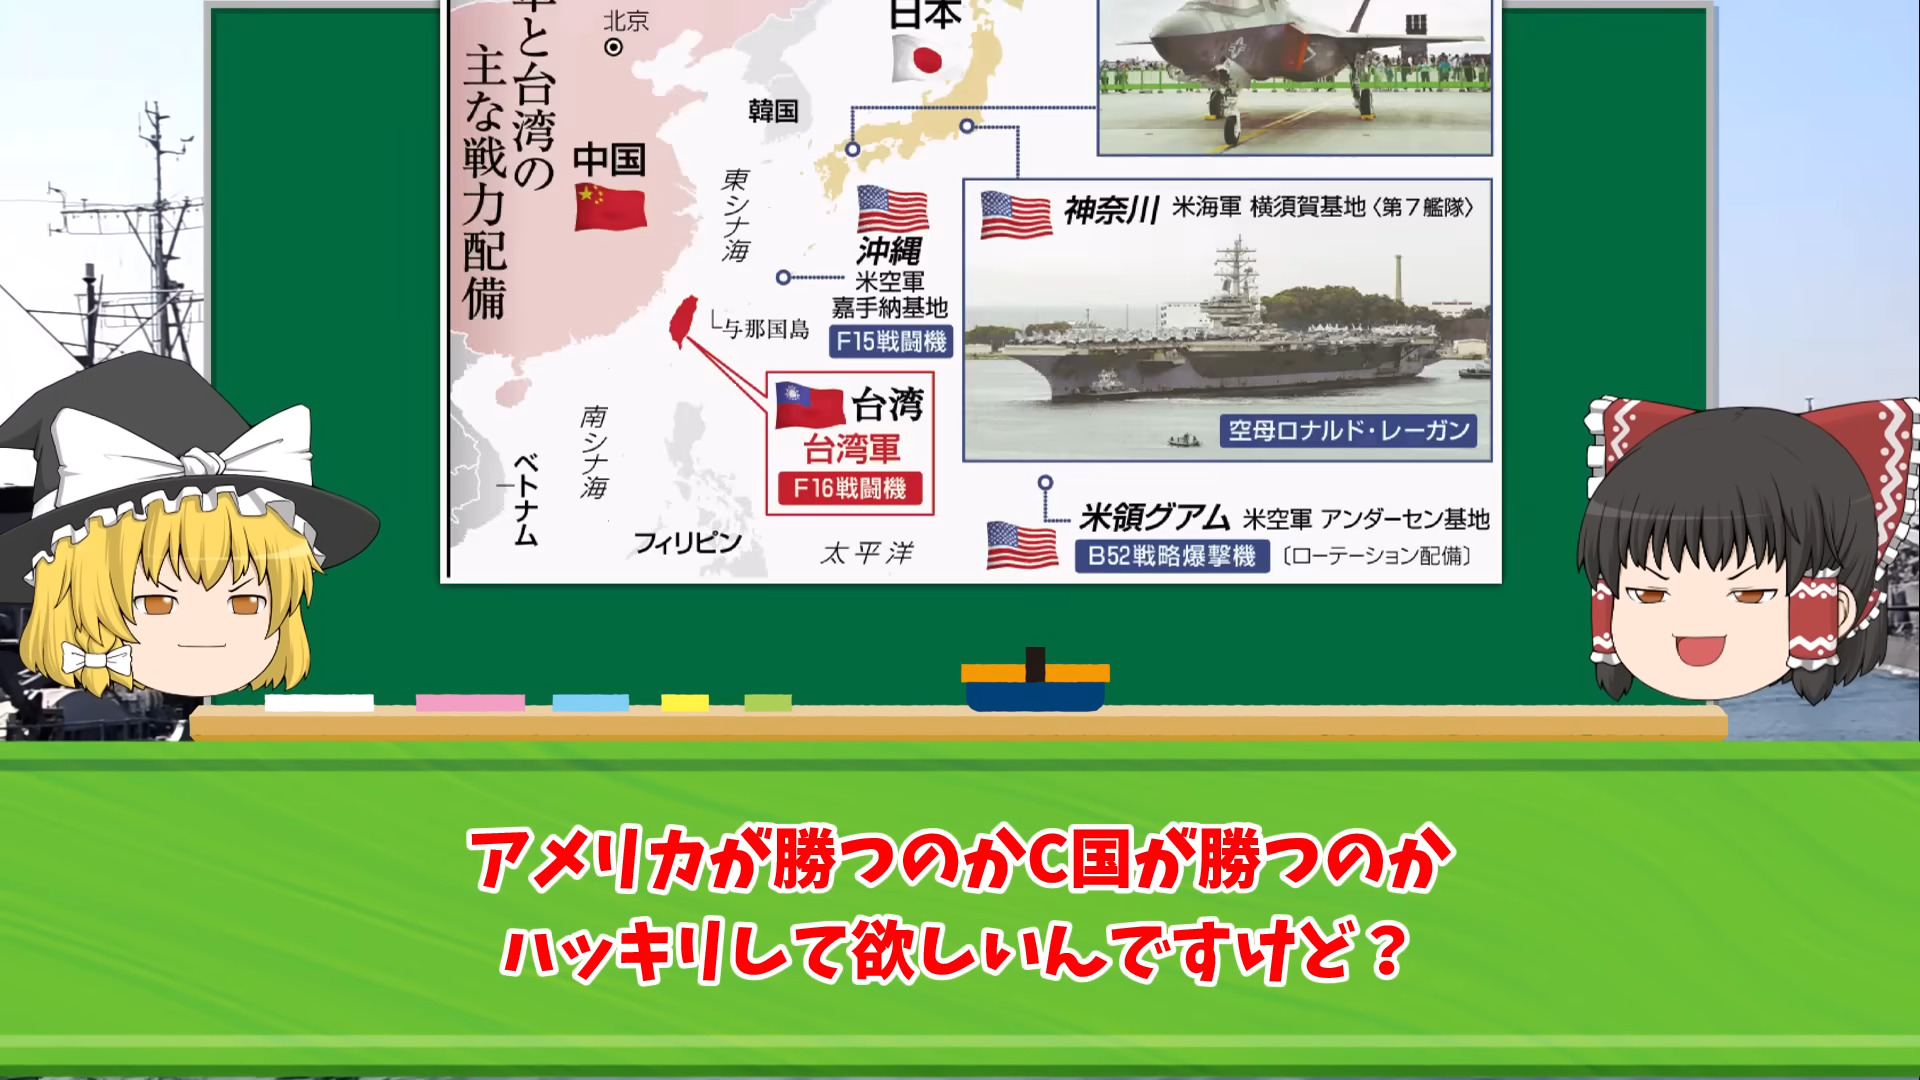 軍と台湾の
主な戦力配備
北京
日本
韓国
中国
東シナ海
沖縄
米空軍
嘉手納基地
F15戦闘機
神奈川 米海軍 横須賀基地〈第7艦隊〉
空母ロナルド・レーガン
与那国島
台湾
台湾軍
F16戦闘機
南シナ海
ベトナム
フィリピン
太平洋
米領グアム 米空軍 アンダーセン基地
B52戦略爆撃機 〔ローテーション配備〕
アメリカが勝つのかC国が勝つのか
ハッキリして欲しいんですけど？